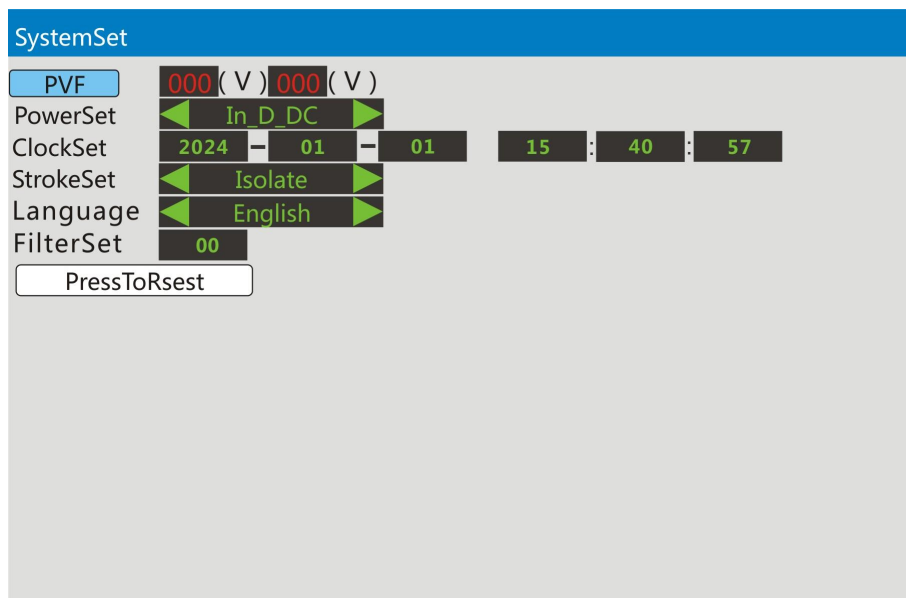 SystemSet
PVF 000 ( V ) 000 ( V )
PowerSet In_D_DC
ClockSet 2024 – 01 – 01 15 : 40 : 57
StrokeSet Isolate
Language English
FilterSet 00
PressToRsest